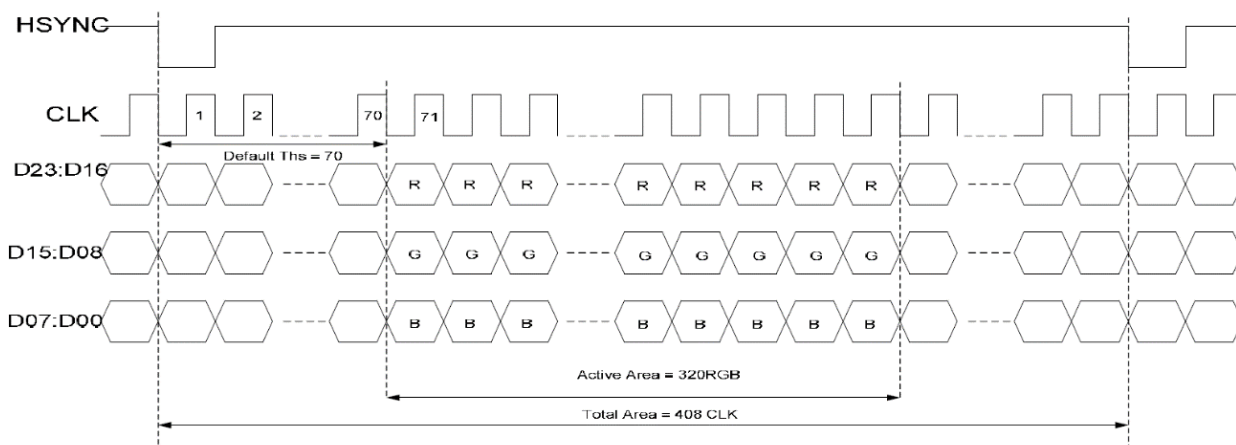 HSYNC
CLK 1 2 70 71
Default Ths = 70
D23:D16 R R R R R R R R
D15:D08 G G G G G G G G
D07:D00 B B B B B B B B
Active Area = 320RGB
Total Area = 408 CLK